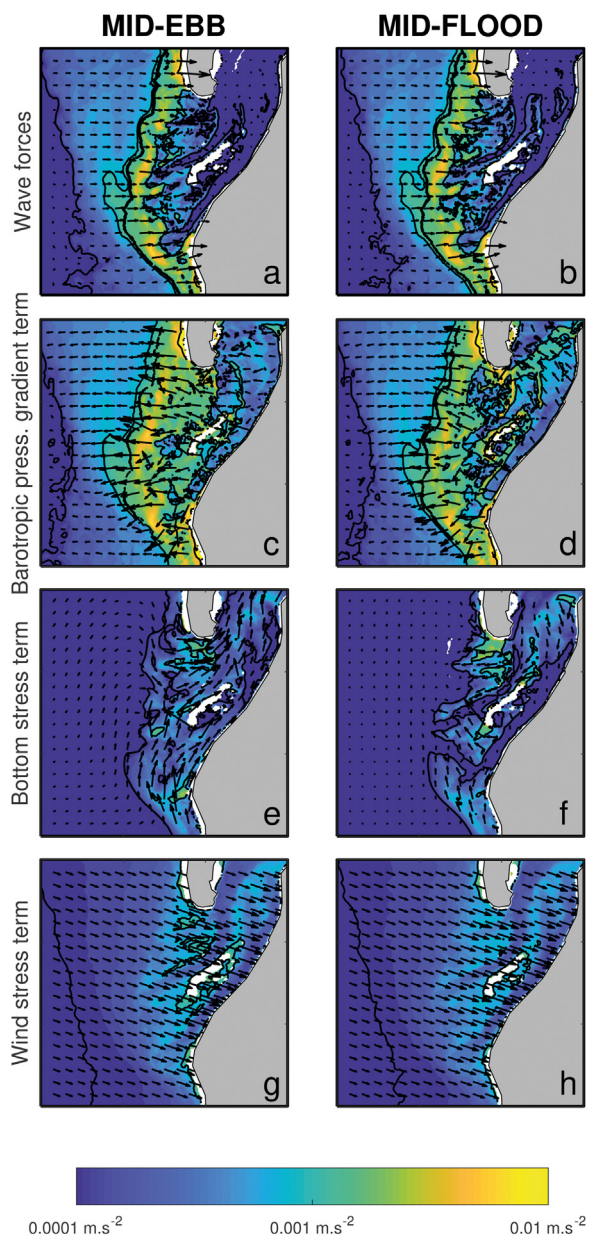 MID-EBB MID-FLOOD
Wave forces
a b
Barotropic press. gradient term
c d
Bottom stress term
e f
Wind stress term
g h
0.0001 m.s-2 0.001 m.s-2 0.01 m.s-2